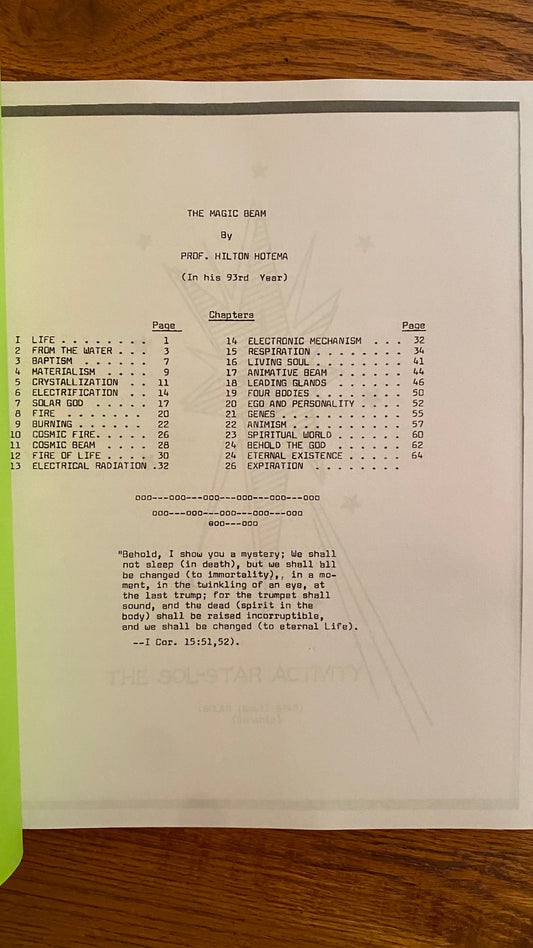 THE MAGIC BEAM
By
PROF. HILTON HOTEMA
(In his 93rd Year)
Chapters
Page
I LIFE . . . . . . . . 1
2 FROM THE WATER . . . 3
3 BAPTISM . . . . . . 7
4 MATERIALISM . . . . 9
5 CRYSTALLIZATION . . 11
6 ELECTRIFICATION . . 14
7 SOLAR GOD . . . . . 17
8 FIRE . . . . . . . 20
9 BURNING . . . . . . 22
10 COSMIC FIRE. . . . . 26
11 COSMIC BEAM . . . . 28
12 FIRE OF LIFE . . . . 30
13 ELECTRICAL RADIATION .32
Page
14 ELECTRONIC MECHANISM . . . 32
15 RESPIRATION . . . . . . . 34
16 LIVING SOUL . . . . . . . 41
17 ANIMATIVE BEAM . . . . . . 44
18 LEADING GLANDS . . . . . . 46
19 FOUR BODIES . . . . . . . 50
20 EGO AND PERSONALITY . . . . 52
21 GENES . . . . . . . . . . 55
22 ANIMISM . . . . . . . . . 57
23 SPIRITUAL WORLD . . . . . 60
24 BEHOLD THE GOD . . . . . . 62
24 ETERNAL EXISTENCE . . . . . 64
26 EXPIRATION . . . . . . . .
ooo---ooo---ooo---ooo---ooo---ooo
ooo---ooo---ooo---ooo---ooo
ooo---ooo
"Behold, I show you a mystery; We shall
not sleep (in death), but we shall all
be changed (to immortality),, in a mo-
ment, in the twinkling of an eye, at
the last trump; for the trumpet shall
sound, and the dead (spirit in the
body) shall be raised incorruptible,
and we shall be changed (to eternal Life).
--I Cor. 15:51,52).
THE SOL-STAR ACTIVITY